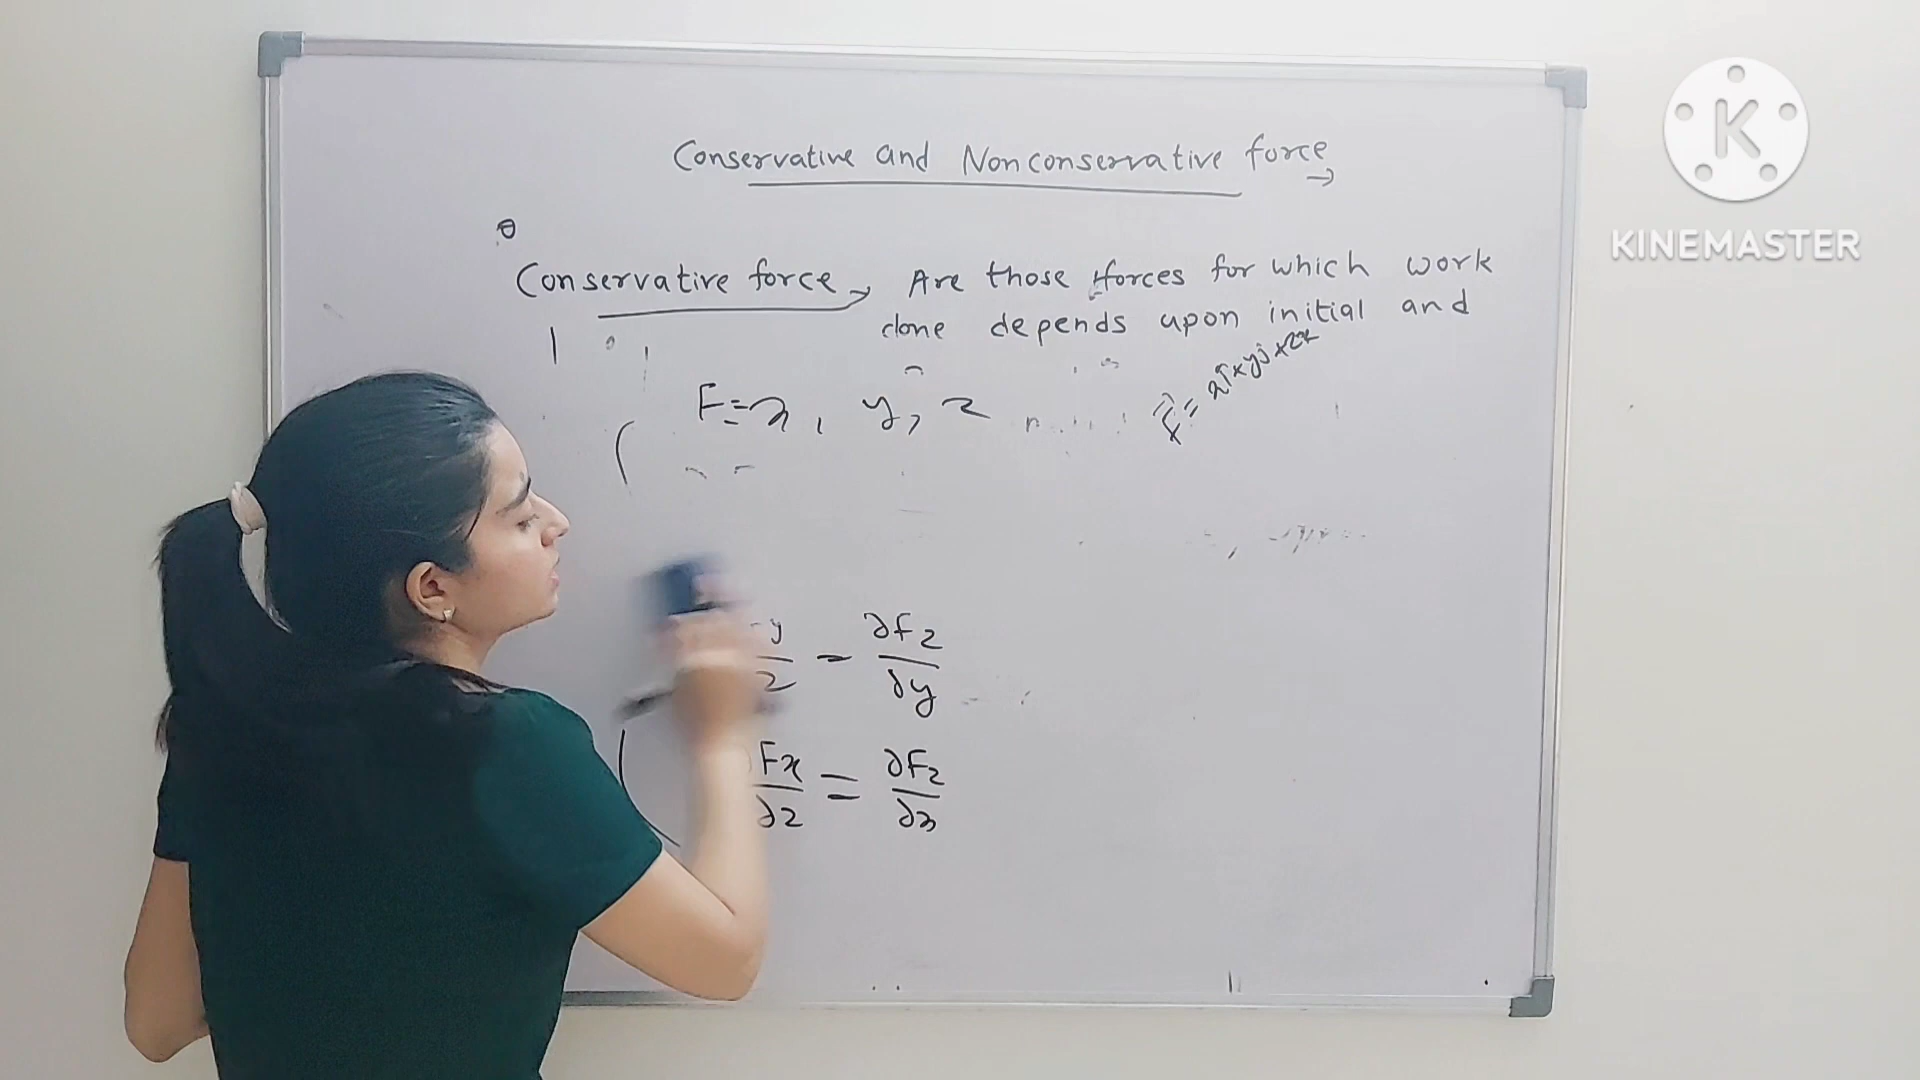 Conservative and Nonconservative force
Conservative force Are those forces for which work
done depends upon initial and
F = x, y, z
= ∂Fz/∂y
Fx/∂z = ∂Fz/∂x
KINEMASTER